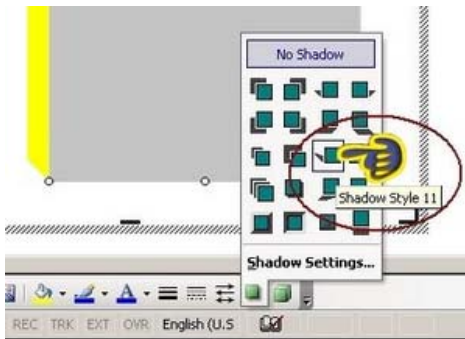 No Shadow
Shadow Style 11
Shadow Settings...
A
REC TRK EXT OVR English (U.S